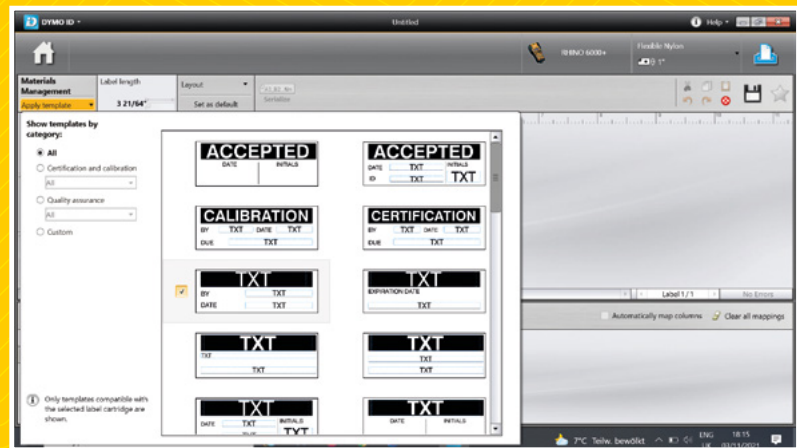 DYMO ID
Untitled
Help
RHINO 6000+
Flexible Nylon
1"
Materials Management
Label length
Layout
Apply template
3 21/64"
Set as default
Serialize
Show templates by category:
All
Certification and calibration
All
Quality assurance
All
Custom
Only templates compatible with the selected label cartridge are shown.
ACCEPTED
DATE INITIALS
ACCEPTED
DATE TXT INITIALS
ID TXT TXT
CALIBRATION
BY TXT DATE TXT
DUE TXT
CERTIFICATION
BY TXT DATE TXT
DUE TXT
TXT
BY TXT
DATE TXT
TXT
EXPIRATION DATE
TXT
TXT
TXT
TXT
TXT
TXT
TXT
TXT
DATE TXT INITIALS
TXT
TXT
DATE INITIALS
Label 1 / 1
No Errors
Automatically map columns
Clear all mappings
7°C Teilw. bewölkt
ENG
UK
18:15
03/11/2021